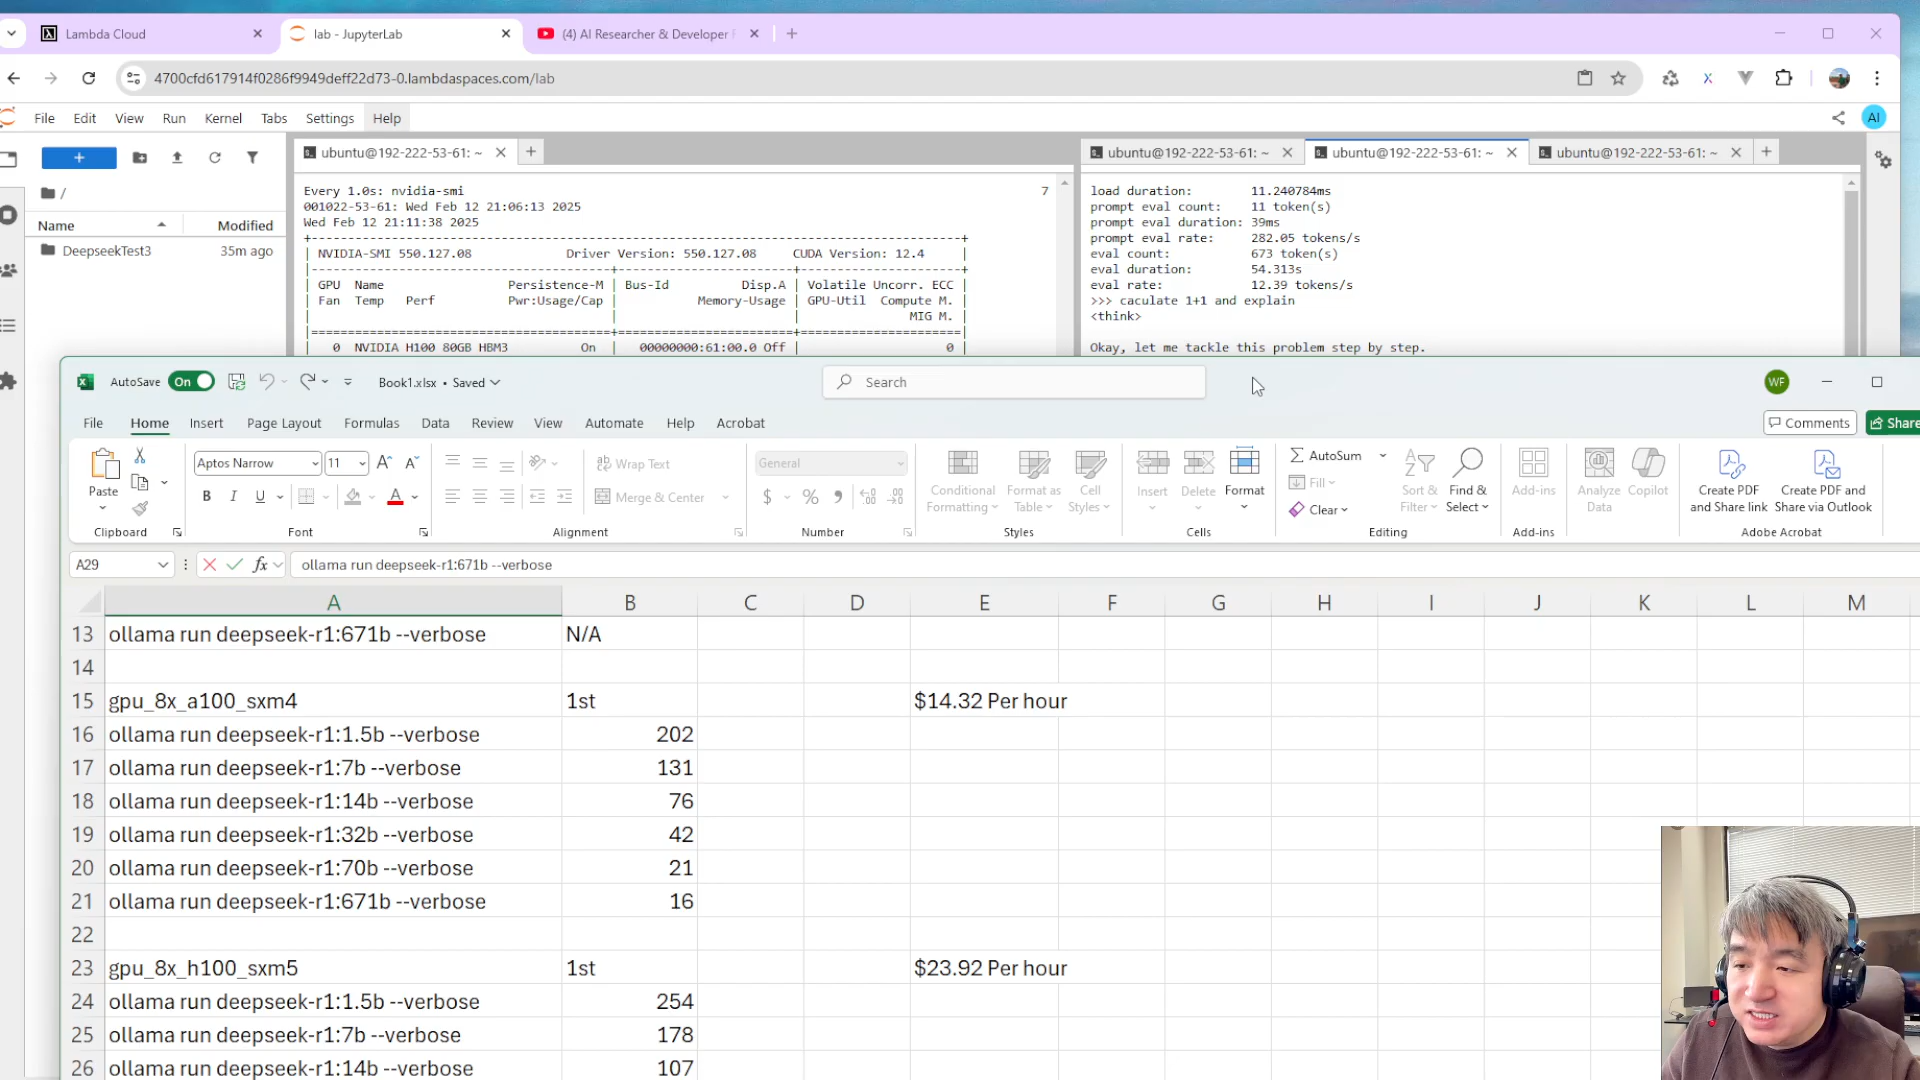 Lambda Cloud
lab - JupyterLab
(4) AI Researcher & Developer
4700cfd617914f0286f9949deff22d73-0.lambdaspaces.com/lab
File Edit View Run Kernel Tabs Settings Help
AI
ubuntu@192-222-53-61: ~
ubuntu@192-222-53-61: ~
ubuntu@192-222-53-61: ~
ubuntu@192-222-53-61: ~
/
Name Modified
DeepseekTest3 35m ago
Every 1.0s: nvidia-smi 7
001022-53-61: Wed Feb 12 21:06:13 2025
Wed Feb 12 21:11:38 2025
NVIDIA-SMI 550.127.08 Driver Version: 550.127.08 CUDA Version: 12.4
GPU Name Persistence-M | Bus-Id Disp.A | Volatile Uncorr. ECC
Fan Temp Perf Pwr:Usage/Cap | Memory-Usage | GPU-Util Compute M.
MIG M.
0 NVIDIA H100 80GB HBM3 On | 00000000:61:00.0 Off | 0
load duration: 11.240784ms
prompt eval count: 11 token(s)
prompt eval duration: 39ms
prompt eval rate: 282.05 tokens/s
eval count: 673 token(s)
eval duration: 54.313s
eval rate: 12.39 tokens/s
>>> caculate 1+1 and explain
<think>
Okay, let me tackle this problem step by step.
AutoSave On Book1.xlsx • Saved Search WF
File Home Insert Page Layout Formulas Data Review View Automate Help Acrobat Comments Share
Paste
Clipboard
Aptos Narrow 11
B I U
Font
Wrap Text
Merge & Center
Alignment
General
$ % 9
Number
Conditional Formatting
Format as Table
Cell Styles
Styles
Insert
Delete
Format
Cells
AutoSum
Fill
Clear
Sort & Filter
Find & Select
Editing
Add-ins
Add-ins
Analyze Data
Copilot
Create PDF and Share link
Create PDF and Share via Outlook
Adobe Acrobat
A29 fx ollama run deepseek-r1:671b --verbose
A B C D E F G H I J K L M
13 ollama run deepseek-r1:671b --verbose N/A
14
15 gpu_8x_a100_sxm4 1st $14.32 Per hour
16 ollama run deepseek-r1:1.5b --verbose 202
17 ollama run deepseek-r1:7b --verbose 131
18 ollama run deepseek-r1:14b --verbose 76
19 ollama run deepseek-r1:32b --verbose 42
20 ollama run deepseek-r1:70b --verbose 21
21 ollama run deepseek-r1:671b --verbose 16
22
23 gpu_8x_h100_sxm5 1st $23.92 Per hour
24 ollama run deepseek-r1:1.5b --verbose 254
25 ollama run deepseek-r1:7b --verbose 178
26 ollama run deepseek-r1:14b --verbose 107